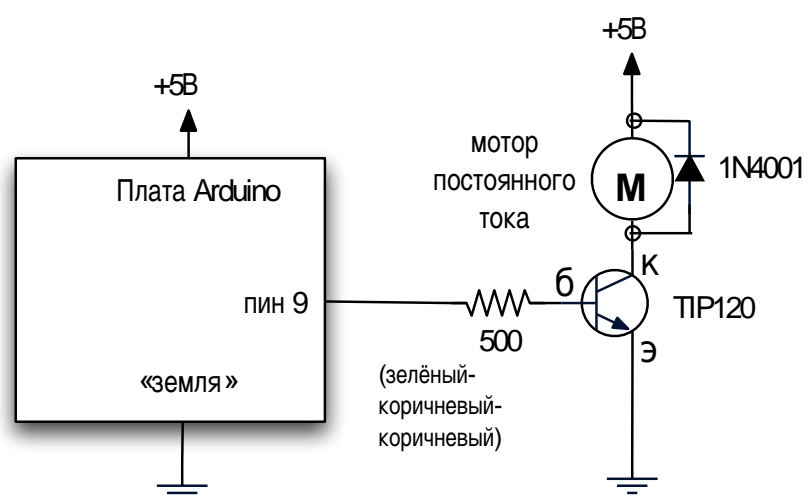 +5В
+5В
Плата Arduino
мотор
постоянного
тока
М
1N4001
пин 9
б
К
TIP120
500
Э
«земля»
(зелёный-
коричневый-
коричневый)